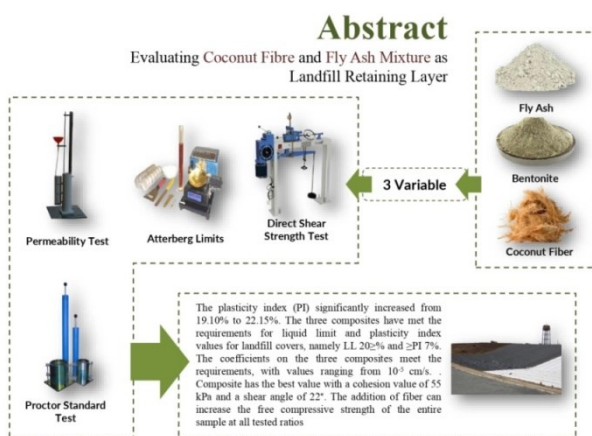 Abstract
Evaluating Coconut Fibre and Fly Ash Mixture as
Landfill Retaining Layer
Fly Ash
Bentonite
Coconut Fiber
3 Variable
Permeability Test
Atterberg Limits
Direct Shear
Strength Test
Proctor Standard
Test
The plasticity index (PI) significantly increased from
19.10% to 22.15%. The three composites have met the
requirements for liquid limit and plasticity index
values for landfill covers, namely LL 20≥% and ≥PI 7%.
The coefficients on the three composites meet the
requirements, with values ranging from 10⁻⁵ cm/s. .
Composite has the best value with a cohesion value of 55
kPa and a shear angle of 22°. The addition of fiber can
increase the free compressive strength of the entire
sample at all tested ratios